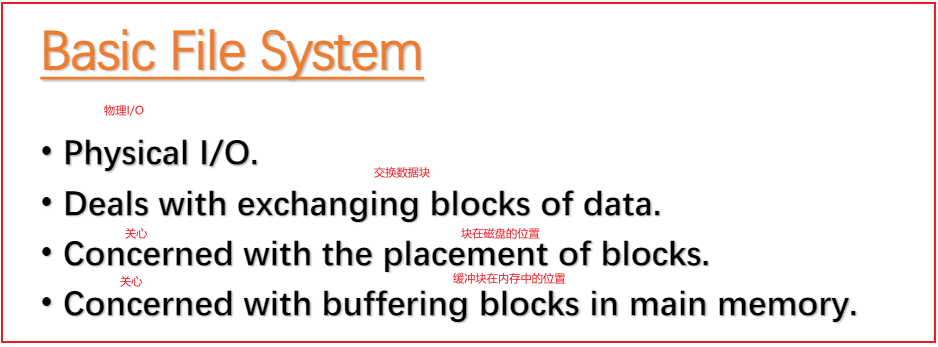 Basic File System
物理I/O
• Physical I/O.
交换数据块
• Deals with exchanging blocks of data.
关心 块在磁盘的位置
• Concerned with the placement of blocks.
关心 缓冲块在内存中的位置
• Concerned with buffering blocks in main memory.